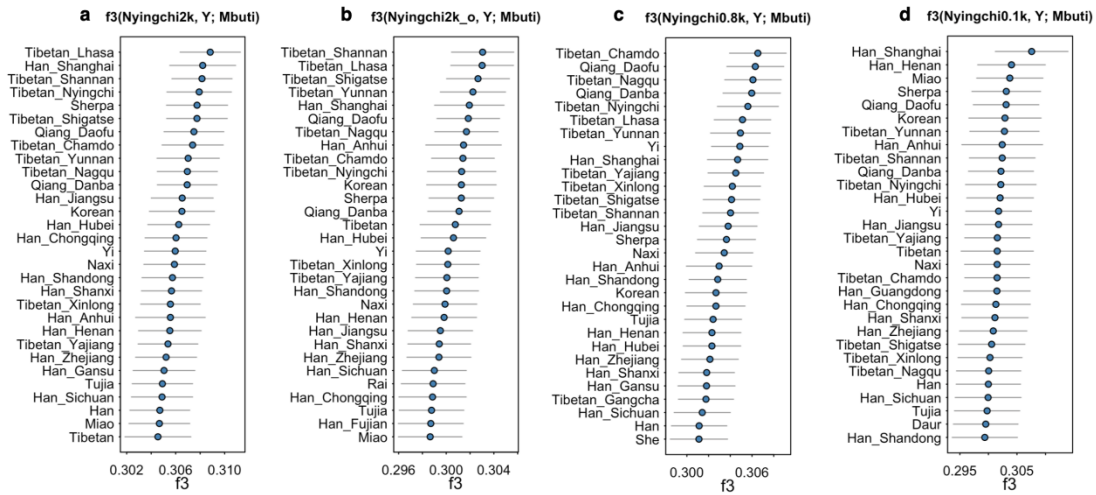 a f3(Nyingchi2k, Y; Mbuti)
Tibetan_Lhasa
Han_Shanghai
Tibetan_Shannan
Tibetan_Nyingchi
Sherpa
Tibetan_Shigatse
Qiang_Daofu
Tibetan_Chamdo
Tibetan_Yunnan
Tibetan_Nagqu
Qiang_Danba
Han_Jiangsu
Korean
Han_Hubei
Han_Chongqing
Yi
Naxi
Han_Shandong
Han_Shanxi
Tibetan_Xinlong
Han_Anhui
Han_Henan
Tibetan_Yajiang
Han_Zhejiang
Han_Gansu
Tujia
Han_Sichuan
Han
Miao
Tibetan
0.302 0.306 0.310
f3
b f3(Nyingchi2k_o, Y; Mbuti)
Tibetan_Shannan
Tibetan_Lhasa
Tibetan_Shigatse
Tibetan_Yunnan
Han_Shanghai
Qiang_Daofu
Tibetan_Nagqu
Han_Anhui
Tibetan_Chamdo
Tibetan_Nyingchi
Korean
Sherpa
Qiang_Danba
Tibetan
Han_Hubei
Yi
Tibetan_Xinlong
Tibetan_Yajiang
Han_Shandong
Naxi
Han_Henan
Han_Jiangsu
Han_Shanxi
Han_Zhejiang
Han_Sichuan
Rai
Han_Chongqing
Tujia
Han_Fujian
Miao
0.296 0.300 0.304
f3
c f3(Nyingchi0.8k, Y; Mbuti)
Tibetan_Chamdo
Qiang_Daofu
Tibetan_Nagqu
Qiang_Danba
Tibetan_Nyingchi
Tibetan_Lhasa
Tibetan_Yunnan
Yi
Han_Shanghai
Tibetan_Yajiang
Tibetan_Xinlong
Tibetan_Shigatse
Tibetan_Shannan
Han_Jiangsu
Sherpa
Naxi
Han_Anhui
Han_Shandong
Korean
Han_Chongqing
Tujia
Han_Henan
Han_Hubei
Han_Zhejiang
Han_Shanxi
Han_Gansu
Tibetan_Gangcha
Han_Sichuan
Han
She
0.300 0.306
f3
d f3(Nyingchi0.1k, Y; Mbuti)
Han_Shanghai
Han_Henan
Miao
Sherpa
Qiang_Daofu
Korean
Tibetan_Yunnan
Han_Anhui
Tibetan_Shannan
Qiang_Danba
Tibetan_Nyingchi
Han_Hubei
Yi
Han_Jiangsu
Tibetan_Yajiang
Tibetan
Naxi
Tibetan_Chamdo
Han_Guangdong
Han_Chongqing
Han_Shanxi
Han_Zhejiang
Tibetan_Shigatse
Tibetan_Xinlong
Tibetan_Nagqu
Han
Han_Sichuan
Tujia
Daur
Han_Shandong
0.295 0.305
f3